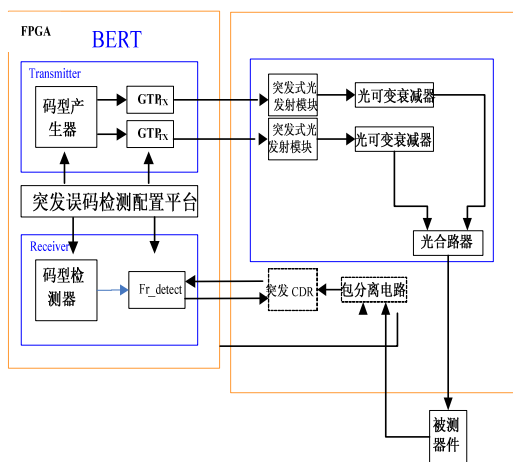 FPGA
BERT
Transmitter
码型产
生器
GTPTX
GTPTX
突发式光
发射模块
光可变衰减器
突发式光
发射模块
光可变衰减器
突发误码检测配置平台
光合路器
Receiver
码型检
测器
Fr_detect
突发 CDR
包分离电路
被测
器件